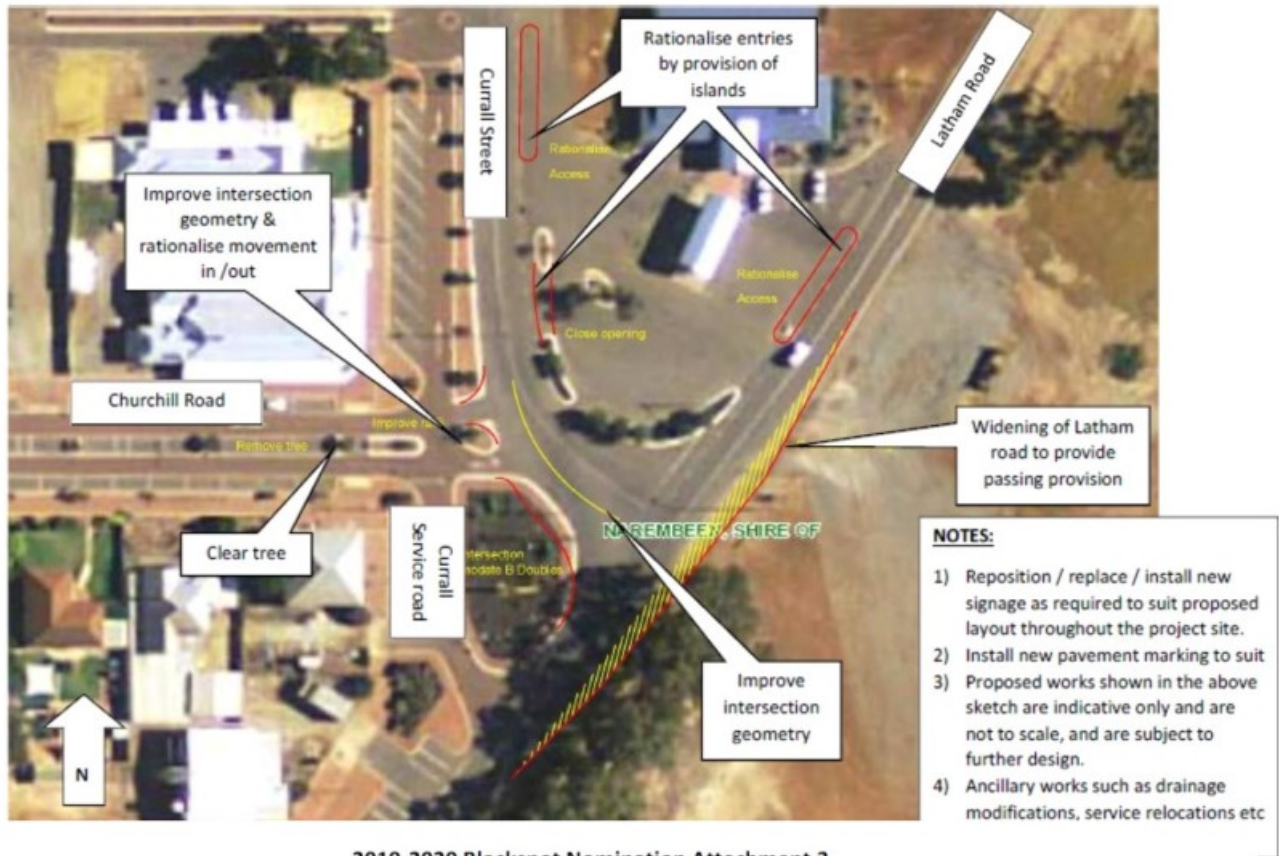 Rationalise entries
by provision of
islands
Currall Street
Latham Road
Rationalise
Access
Improve intersection
geometry &
rationalise movement
in /out
Rationalise
Access
Close opening
Churchill Road
Remove tree
Clear tree
Currall
Service road
NAREMBEEN, SHIRE OF
Widening of Latham
road to provide
passing provision
Improve
intersection
geometry
N
NOTES:
1) Reposition / replace / install new
signage as required to suit proposed
layout throughout the project site.
2) Install new pavement marking to suit
3) Proposed works shown in the above
sketch are indicative only and are
not to scale, and are subject to
further design.
4) Ancillary works such as drainage
modifications, service relocations etc